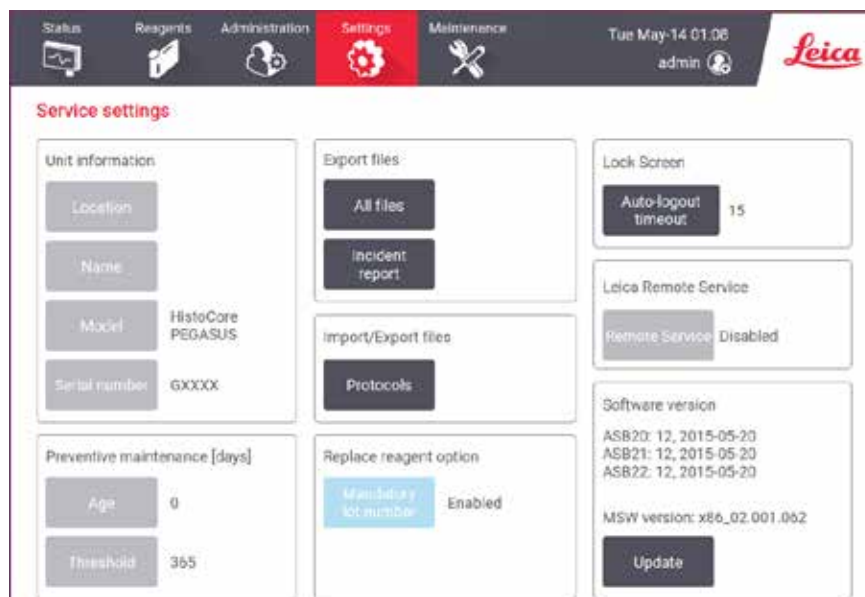 Status Reagents Administration Settings Maintenance
Tue May-14 01:08
admin
Leica
Service settings
Unit information
Location
Name
Model HistoCore
PEGASUS
Serial number GXXXX
Preventive maintenance [days]
Age 0
Threshold 365
Export files
All files
Incident
report
Import/Export files
Protocols
Replace reagent option
Mandatory
lot number Enabled
Lock Screen
Auto-logout
timeout 15
Leica Remote Service
Remote Service Disabled
Software version
ASB20: 12, 2015-05-20
ASB21: 12, 2015-05-20
ASB22: 12, 2015-05-20
MSW version: x86_02.001.062
Update